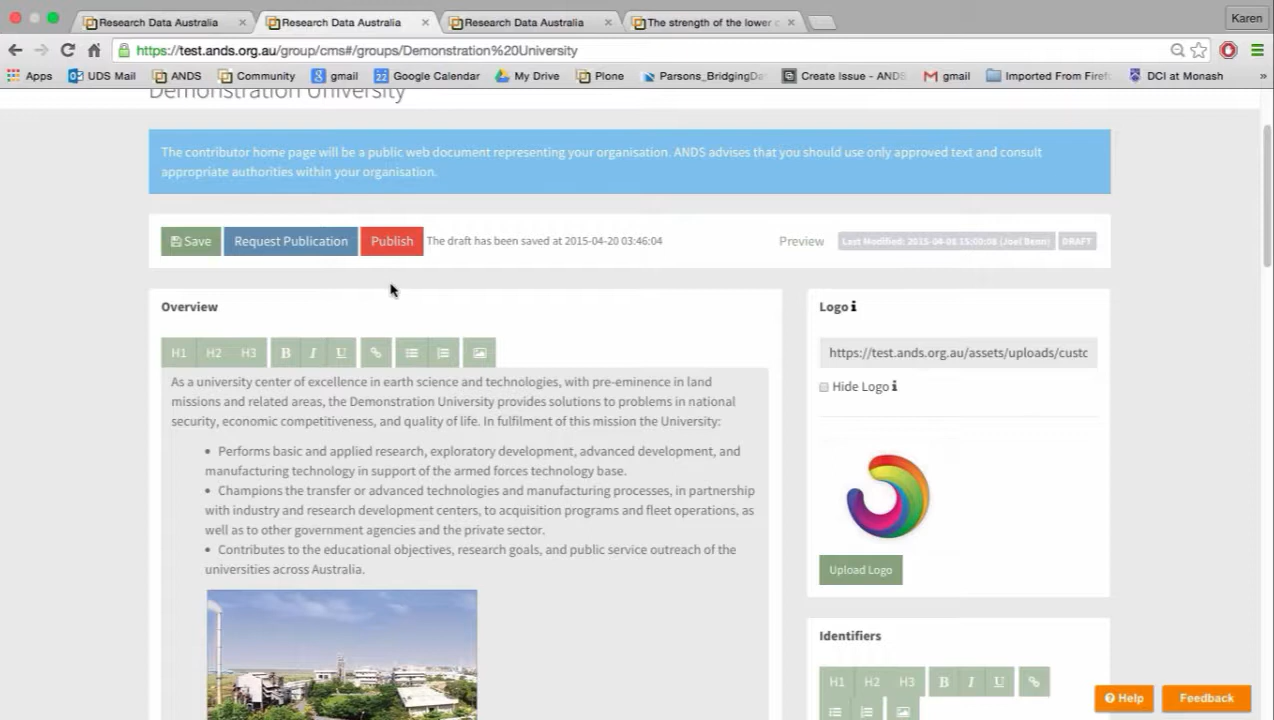 Research Data Australia
Research Data Australia
Research Data Australia
The strength of the lower
Karen
https://test.ands.org.au/group/cms#/groups/Demonstration%20University
Apps
UDS Mail
ANDS
Community
gmail
Google Calendar
My Drive
Plone
Parsons_BridgingDa
Create Issue - ANDS
gmail
Imported From Firef
DCI at Monash
»
Demonstration University
The contributor home page will be a public web document representing your organisation. ANDS advises that you should use only approved text and consult
appropriate authorities within your organisation.
Save
Request Publication
Publish
The draft has been saved at 2015-04-20 03:46:04
Preview
Last Modified: 2015-04-08 15:00:08 (Joel Benn)
DRAFT
Overview
H1 H2 H3 B I U
As a university center of excellence in earth science and technologies, with pre-eminence in land
missions and related areas, the Demonstration University provides solutions to problems in national
security, economic competitiveness, and quality of life. In fulfilment of this mission the University:
• Performs basic and applied research, exploratory development, advanced development, and
manufacturing technology in support of the armed forces technology base.
• Champions the transfer or advanced technologies and manufacturing processes, in partnership
with industry and research development centers, to acquisition programs and fleet operations, as
well as to other government agencies and the private sector.
• Contributes to the educational objectives, research goals, and public service outreach of the
universities across Australia.
Logo
https://test.ands.org.au/assets/uploads/custc
Hide Logo
Upload Logo
Identifiers
H1 H2 H3 B I U
Help
Feedback